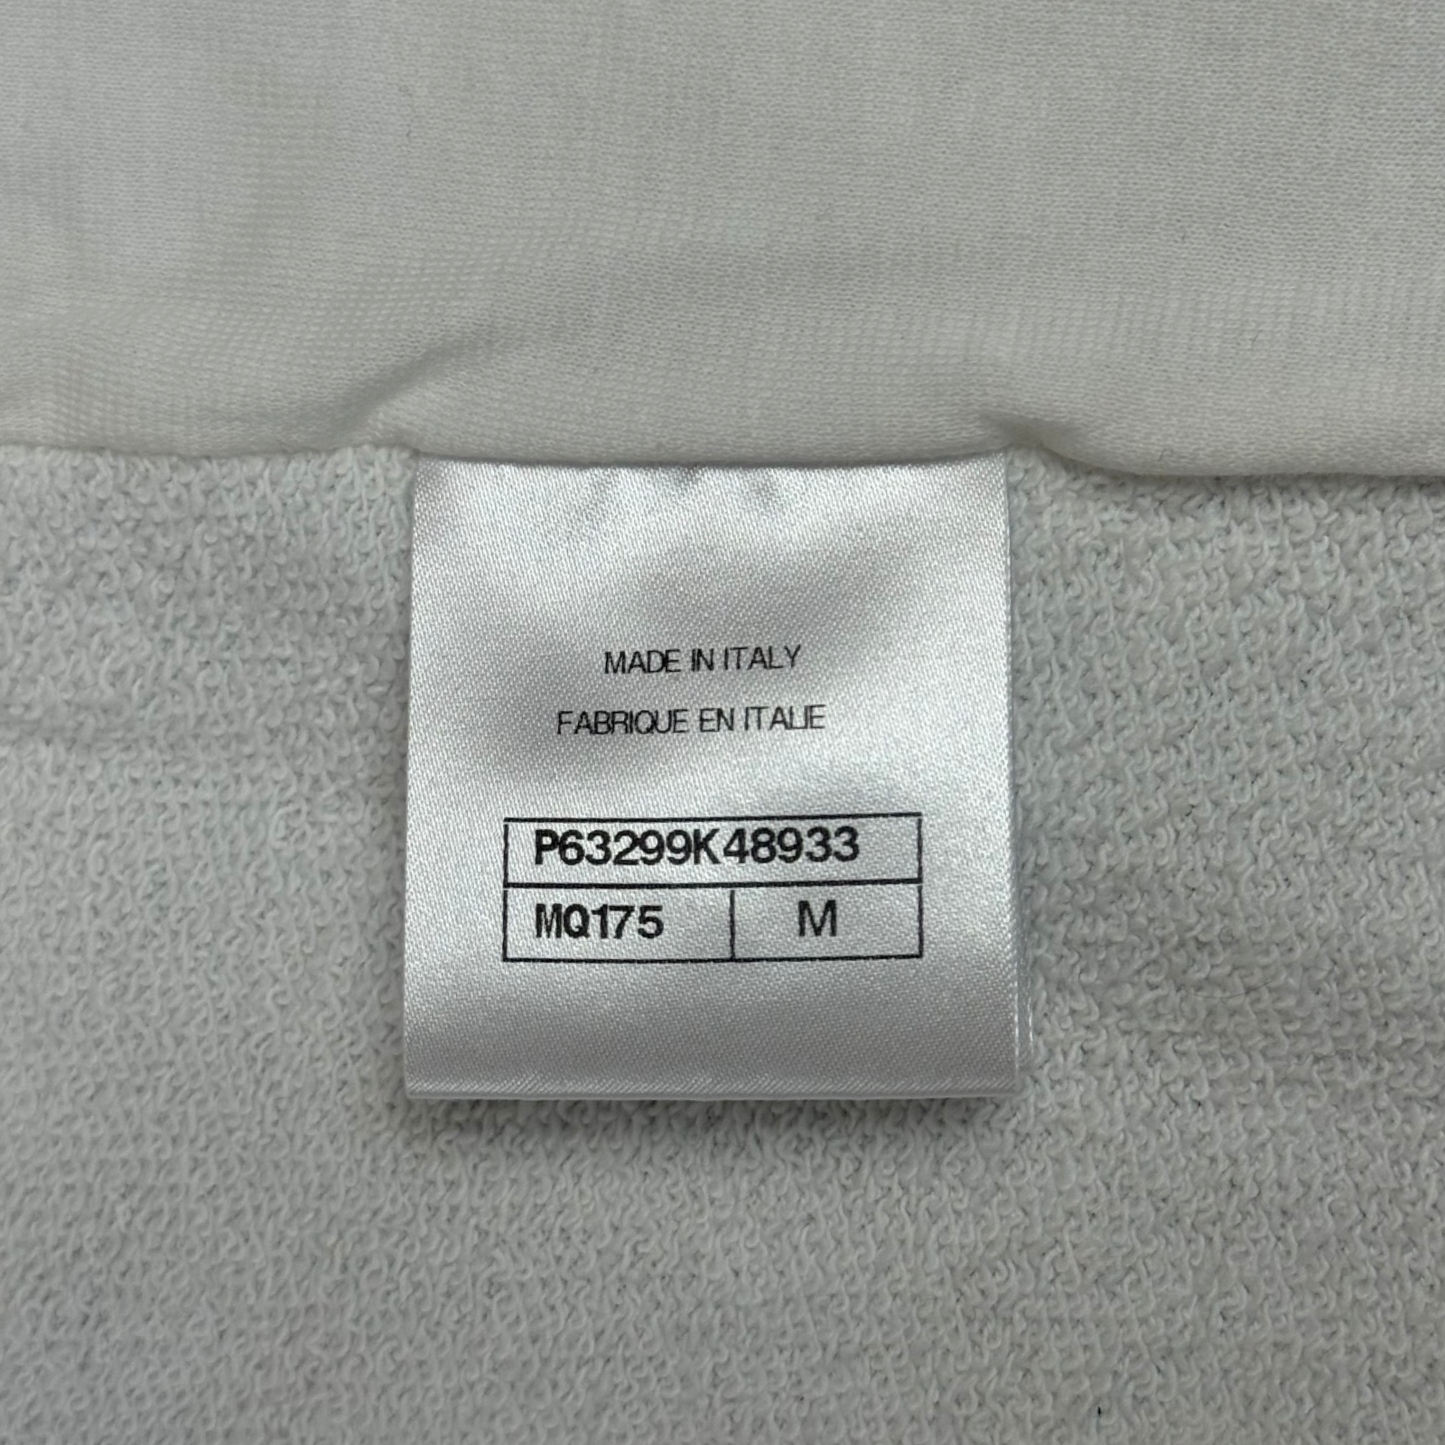 MADE IN ITALY
FABRIQUE EN ITALIE
P63299K48933
MQ175 M